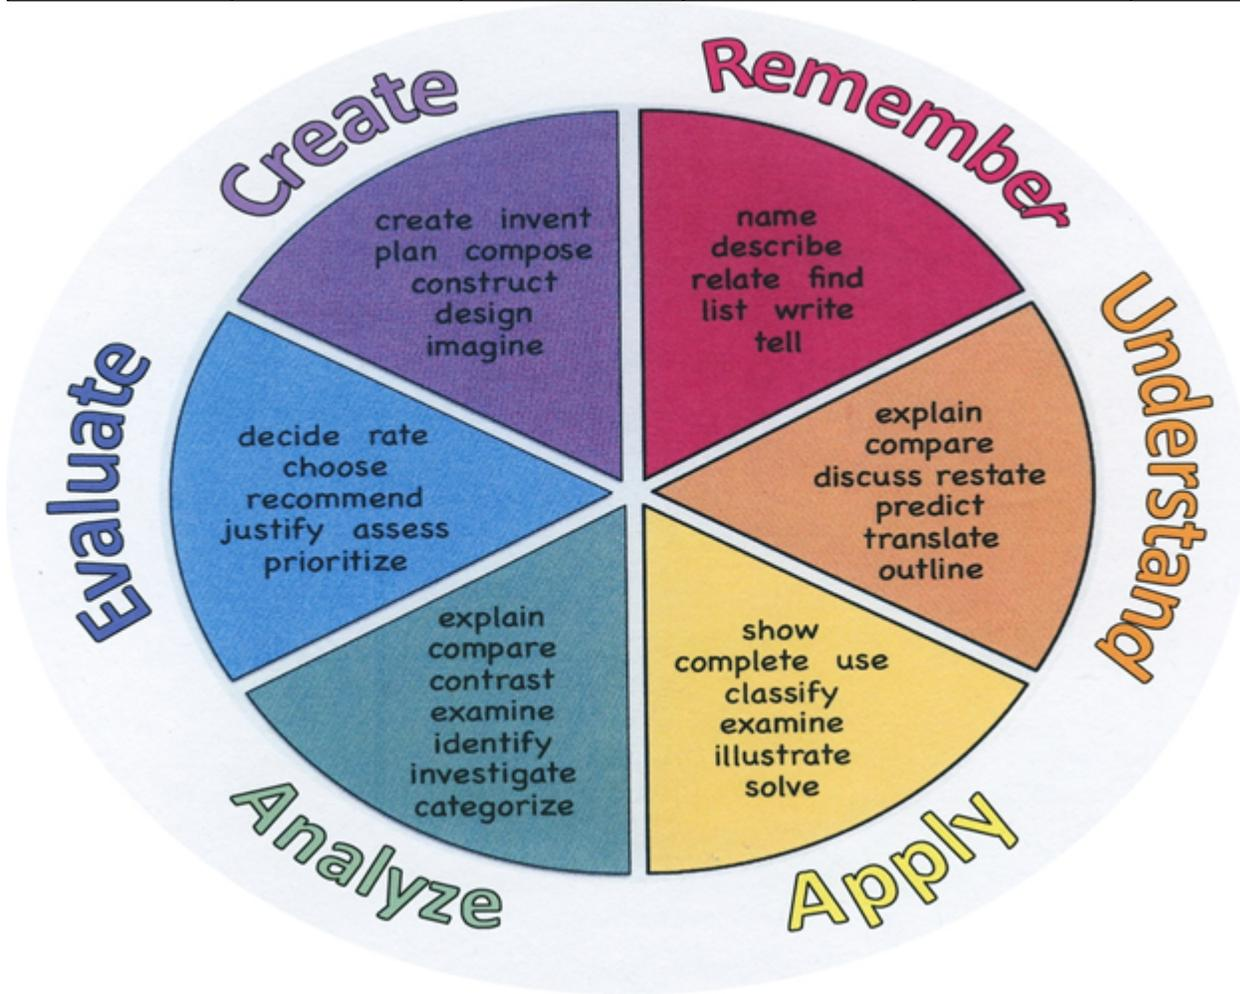 Remember
name
describe
relate find
list write
tell
Understand
explain
compare
discuss restate
predict
translate
outline
Apply
show
complete use
classify
examine
illustrate
solve
Analyze
explain
compare
contrast
examine
identify
investigate
categorize
Evaluate
decide rate
choose
recommend
justify assess
prioritize
Create
create invent
plan compose
construct
design
imagine